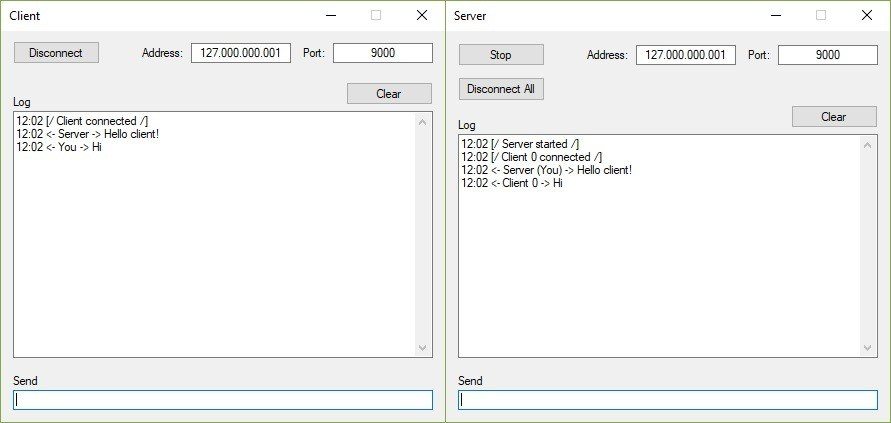 Client
Disconnect Address: 127.000.000.001 Port: 9000
Clear
Log
12:02 [/ Client connected /]
12:02 <- Server -> Hello client!
12:02 <- You -> Hi
Send
Server
Stop Address: 127.000.000.001 Port: 9000
Disconnect All
Clear
Log
12:02 [/ Server started /]
12:02 [/ Client 0 connected /]
12:02 <- Server (You) -> Hello client!
12:02 <- Client 0 -> Hi
Send